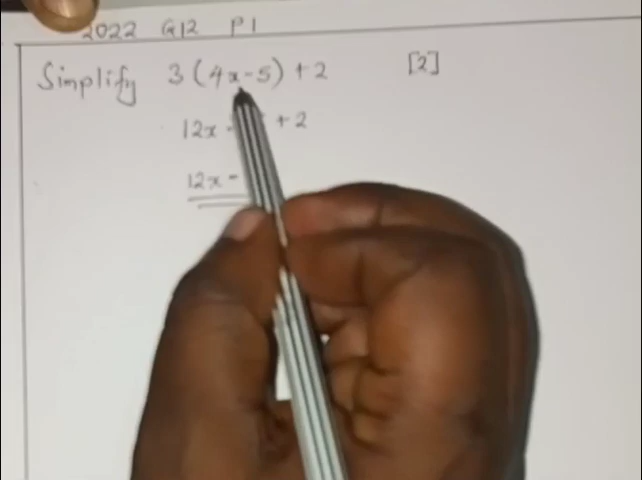 2022 G12 P1
Simplify 3 (4x-5) + 2 [2]
12x - + 2
12x -